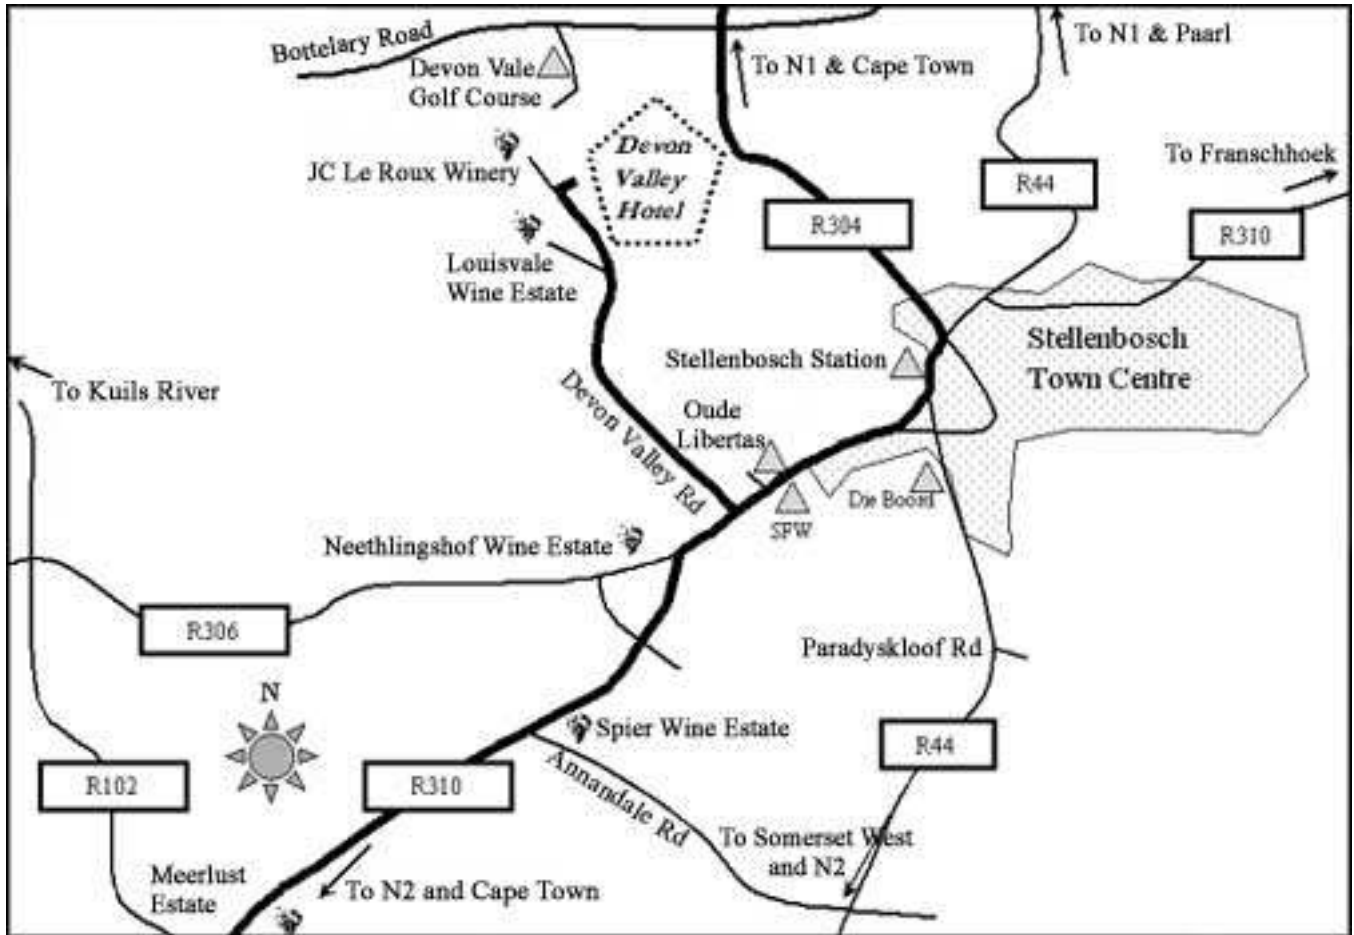 Bottelary Road
To N1 & Paarl
Devon Vale
Golf Course
To N1 & Cape Town
To Franschhoek
Devon
Valley
Hotel
JC Le Roux Winery
R44
R304
R310
Louisvale
Wine Estate
Stellenbosch
Town Centre
Stellenbosch Station
To Kuils River
Devon Valley Rd
Oude
Libertas
Die Boord
SFW
Neethlingshof Wine Estate
R306
Paradyskloof Rd
N
Spier Wine Estate
R44
R102
R310
Annandale Rd
To Somerset West
and N2
Meerlust
Estate
To N2 and Cape Town